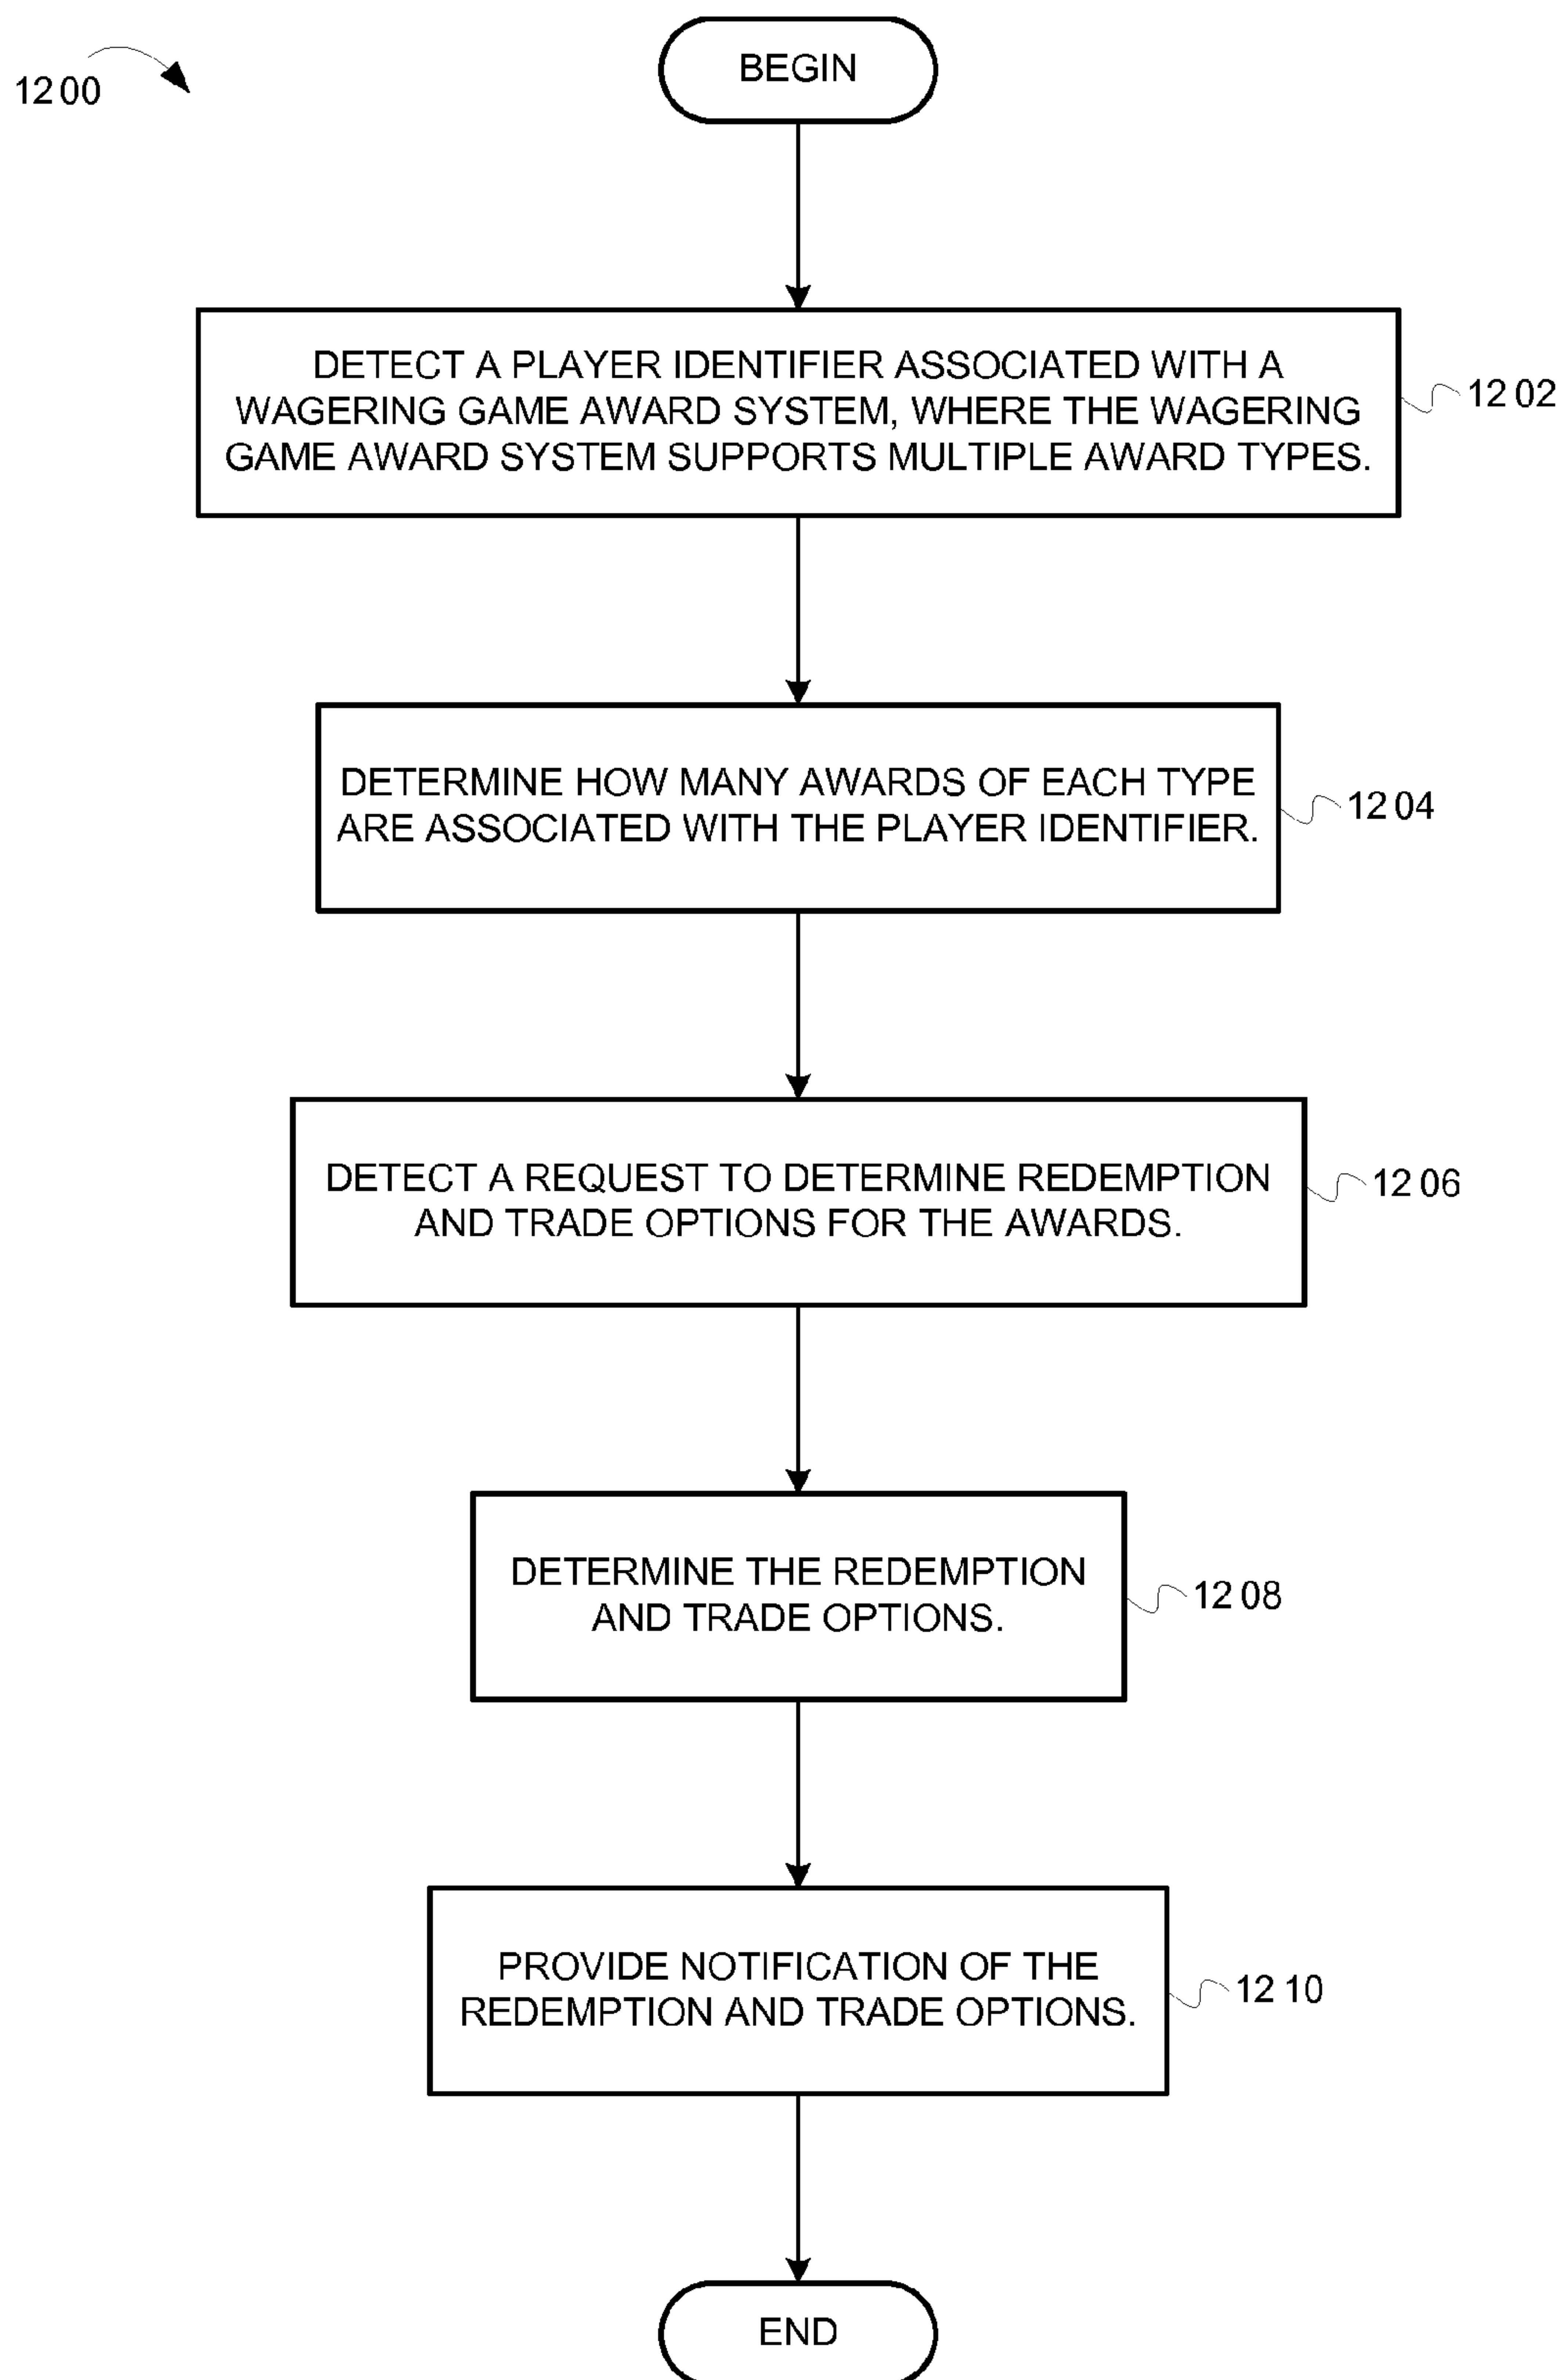 1200
BEGIN
DETECT A PLAYER IDENTIFIER ASSOCIATED WITH A
WAGERING GAME AWARD SYSTEM, WHERE THE WAGERING
GAME AWARD SYSTEM SUPPORTS MULTIPLE AWARD TYPES.
1202
DETERMINE HOW MANY AWARDS OF EACH TYPE
ARE ASSOCIATED WITH THE PLAYER IDENTIFIER.
1204
DETECT A REQUEST TO DETERMINE REDEMPTION
AND TRADE OPTIONS FOR THE AWARDS.
1206
DETERMINE THE REDEMPTION
AND TRADE OPTIONS.
1208
PROVIDE NOTIFICATION OF THE
REDEMPTION AND TRADE OPTIONS.
1210
END